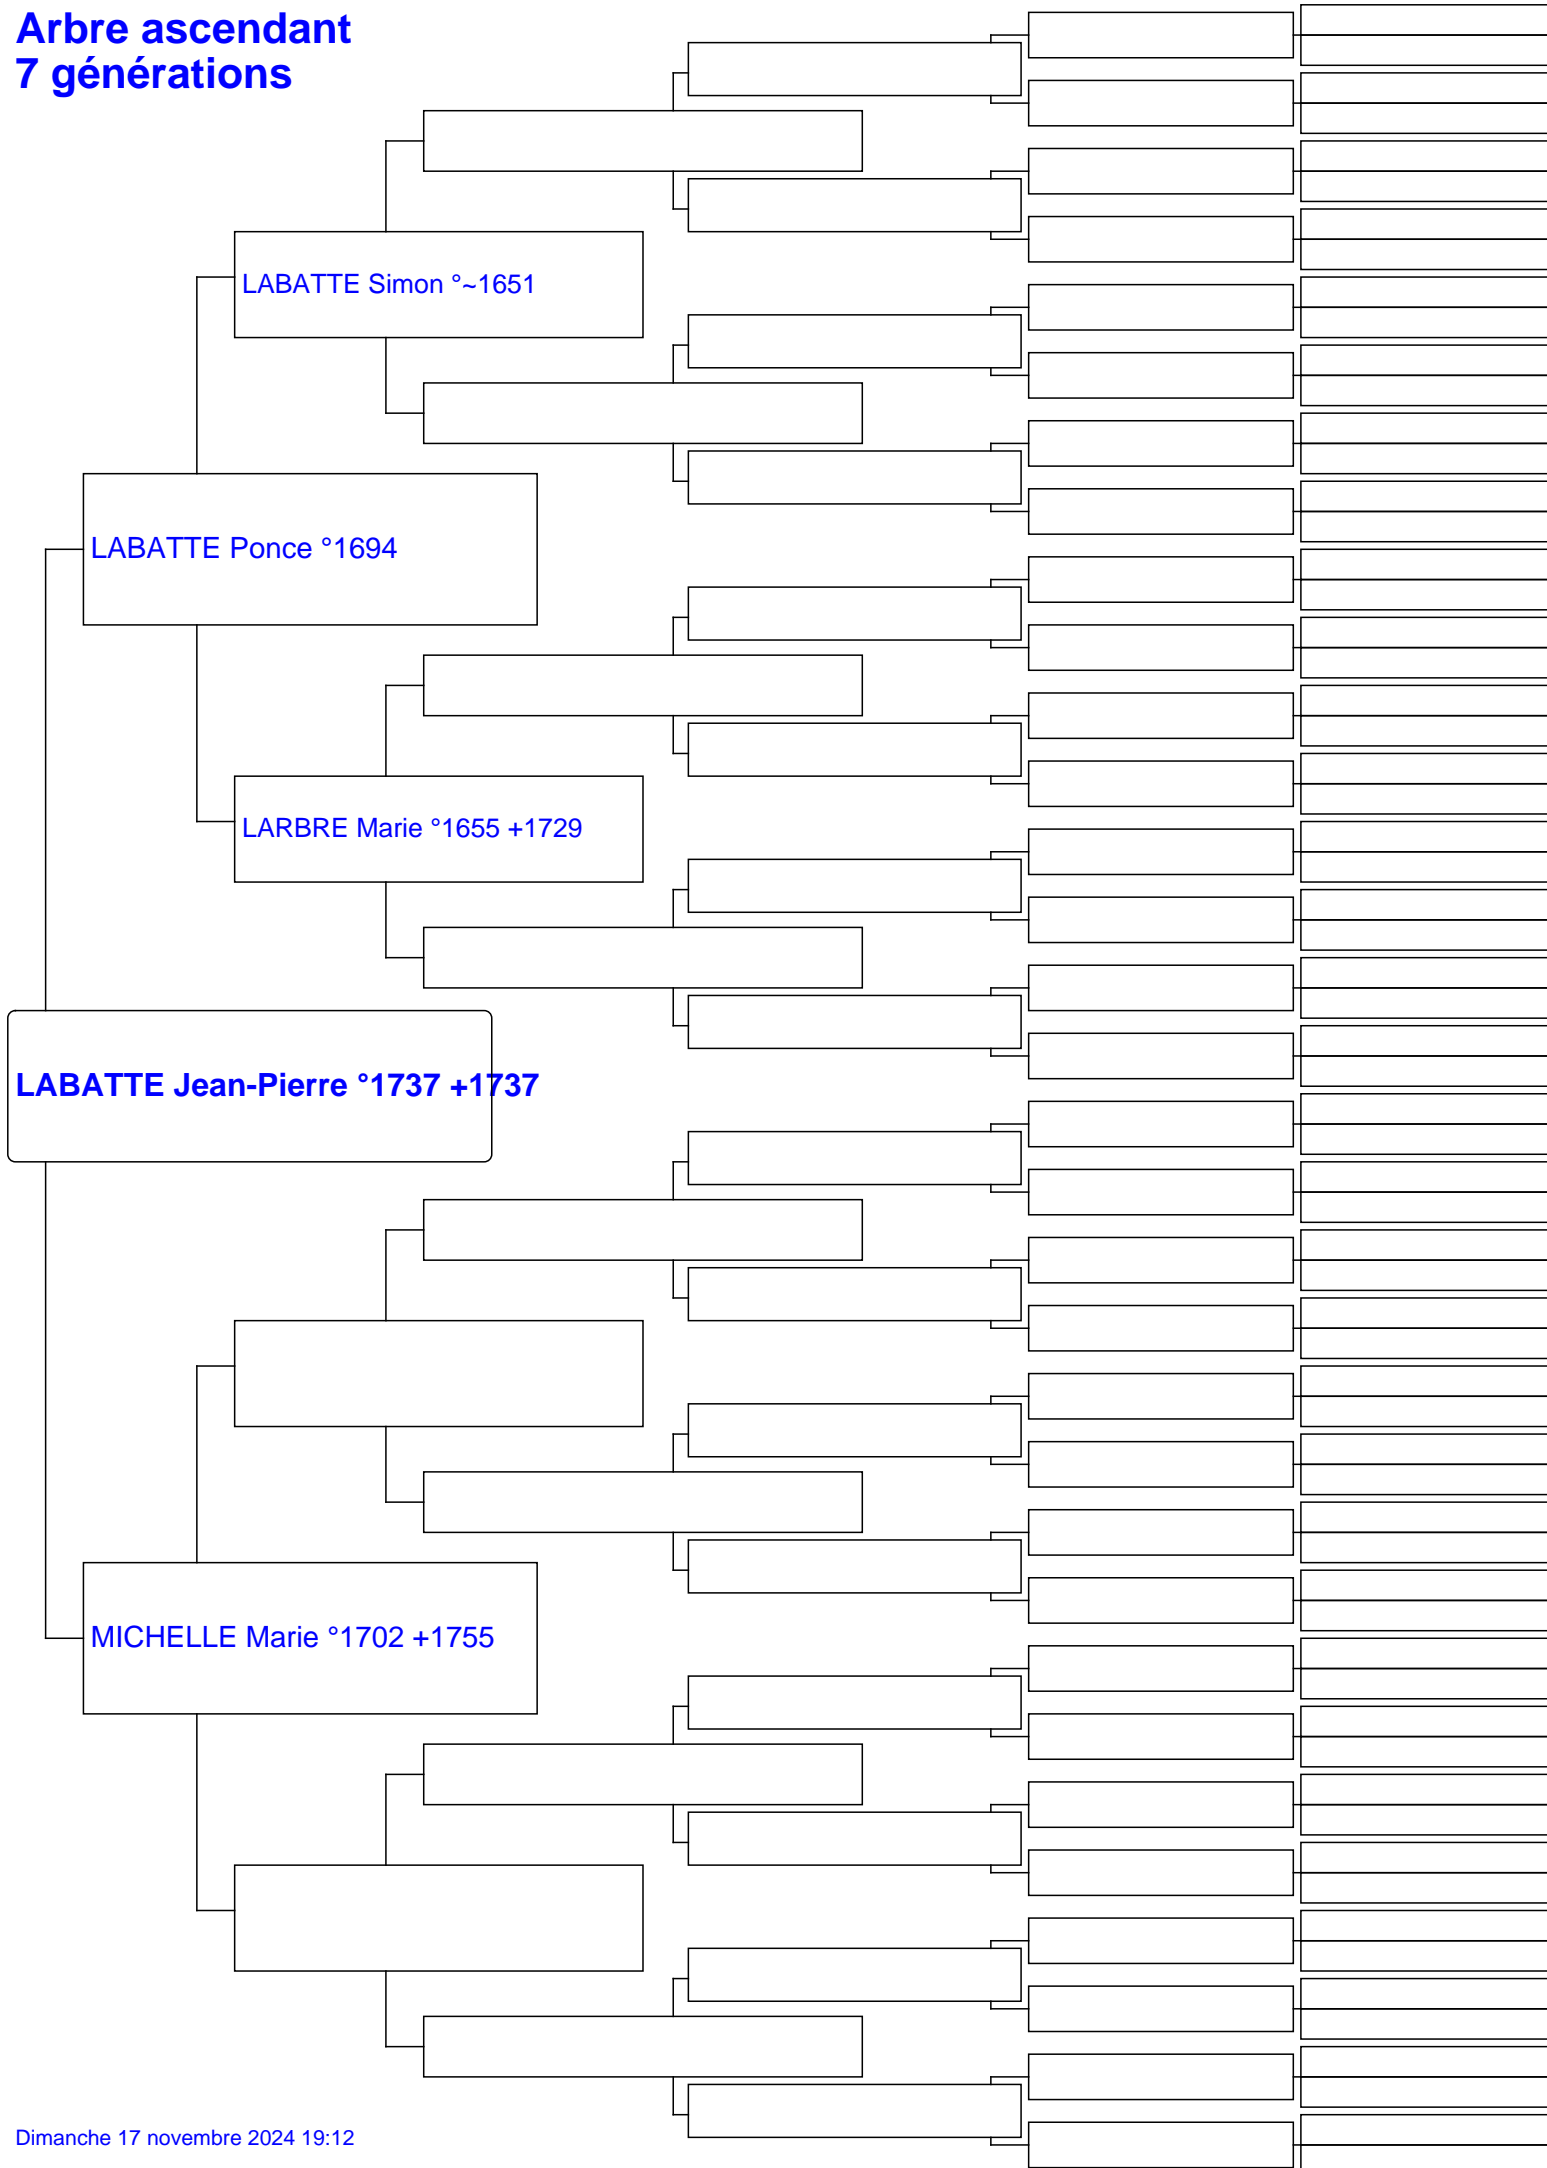 Arbre ascendant
7 générations
LABATTE Simon °~1651
LABATTE Ponce °1694
LARBRE Marie °1655 +1729
LABATTE Jean-Pierre °1737 +1737
MICHELLE Marie °1702 +1755
Dimanche 17 novembre 2024 19:12